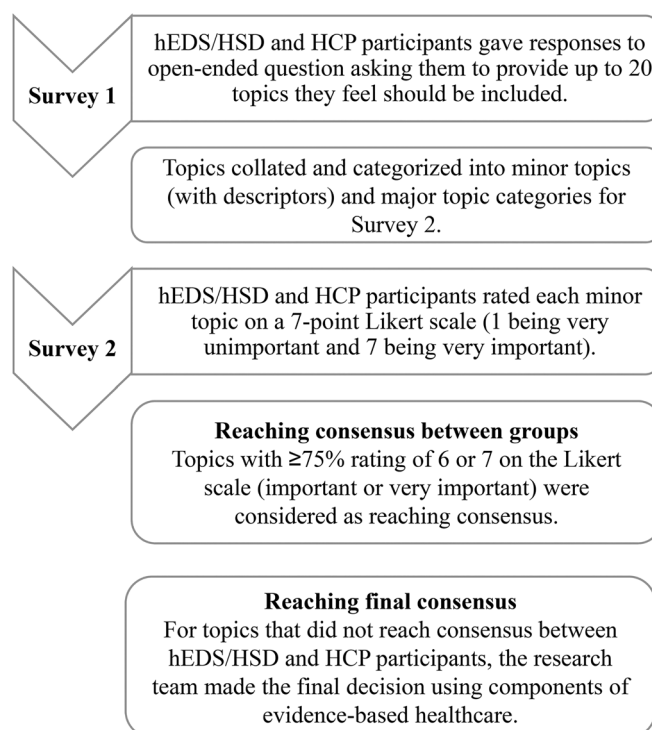 Survey 1
hEDS/HSD and HCP participants gave responses to
open-ended question asking them to provide up to 20
topics they feel should be included.
Topics collated and categorized into minor topics
(with descriptors) and major topic categories for
Survey 2.
Survey 2
hEDS/HSD and HCP participants rated each minor
topic on a 7-point Likert scale (1 being very
unimportant and 7 being very important).
Reaching consensus between groups
Topics with ≥75% rating of 6 or 7 on the Likert
scale (important or very important) were
considered as reaching consensus.
Reaching final consensus
For topics that did not reach consensus between
hEDS/HSD and HCP participants, the research
team made the final decision using components of
evidence-based healthcare.